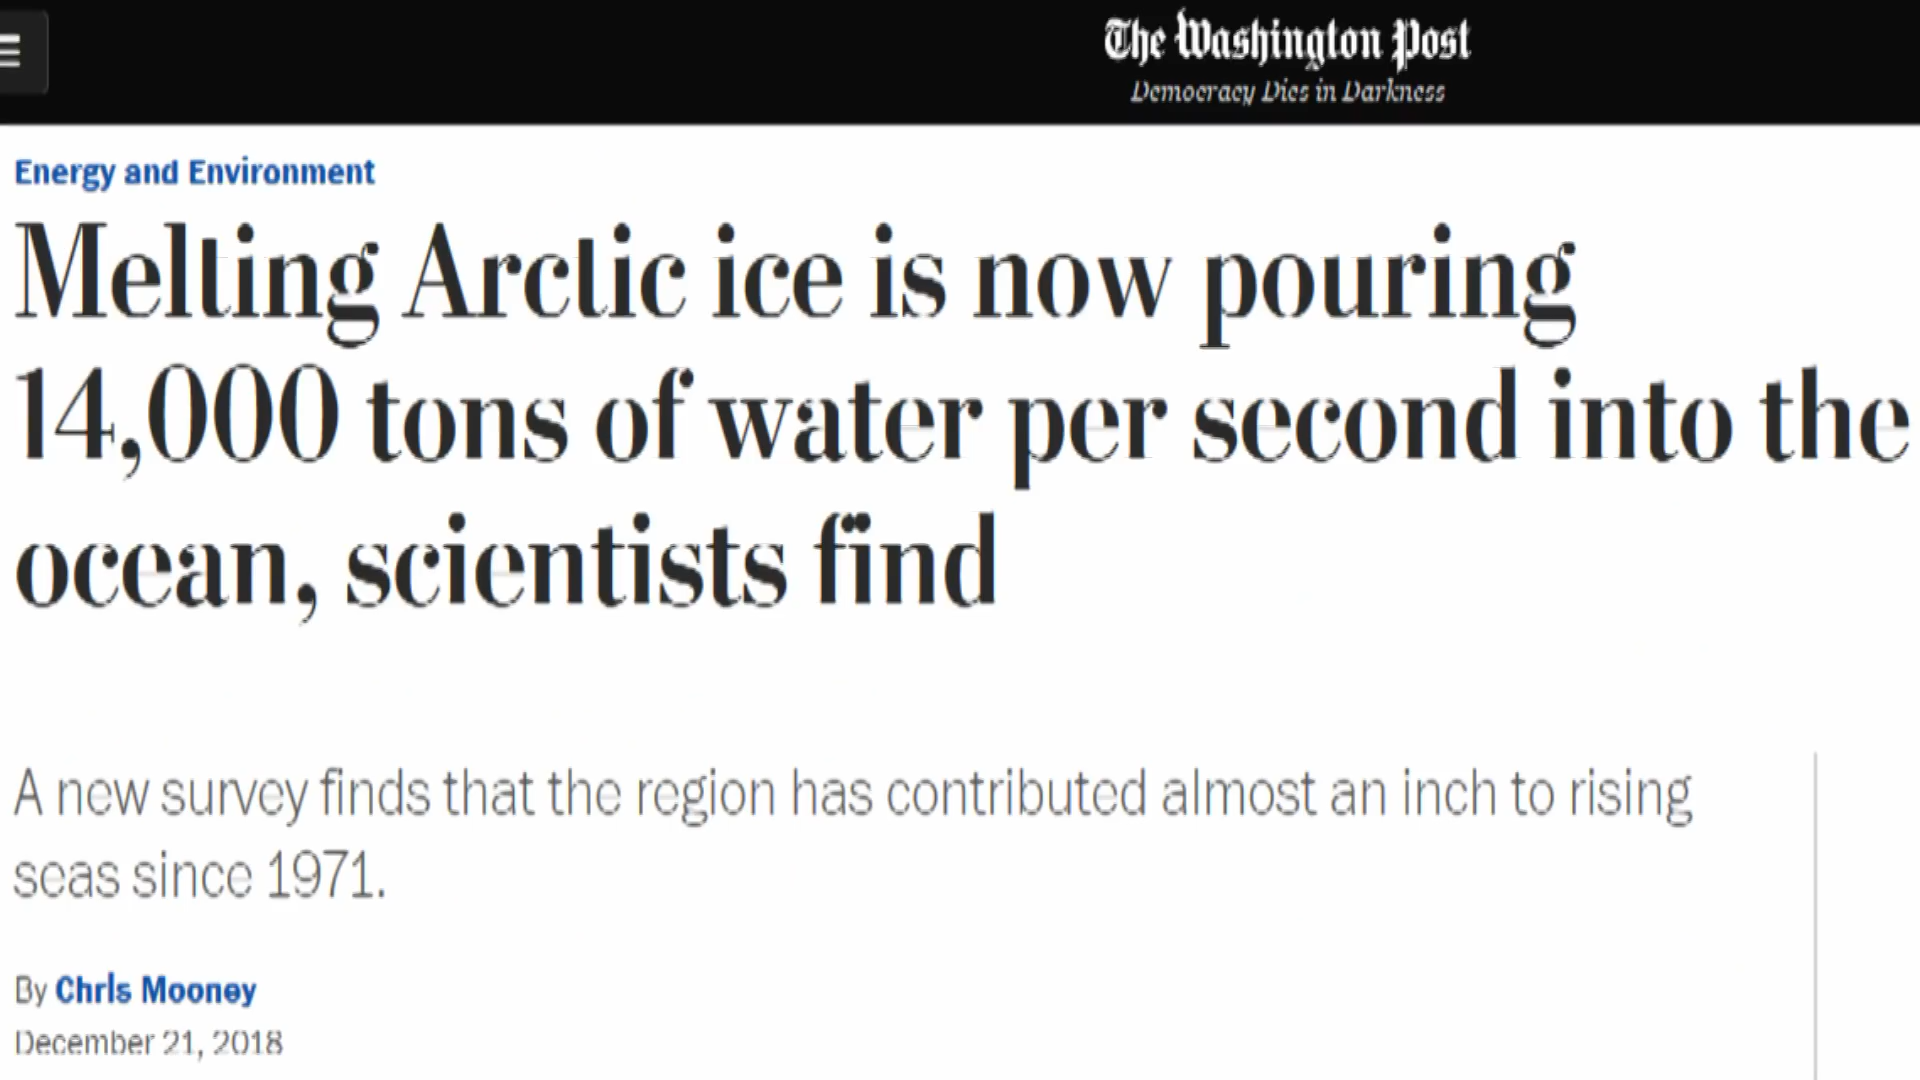 The Washington Post
Democracy Dies in Darkness
Energy and Environment
Melting Arctic ice is now pouring
14,000 tons of water per second into the
ocean, scientists find
A new survey finds that the region has contributed almost an inch to rising
seas since 1971.
By Chris Mooney
December 21, 2018